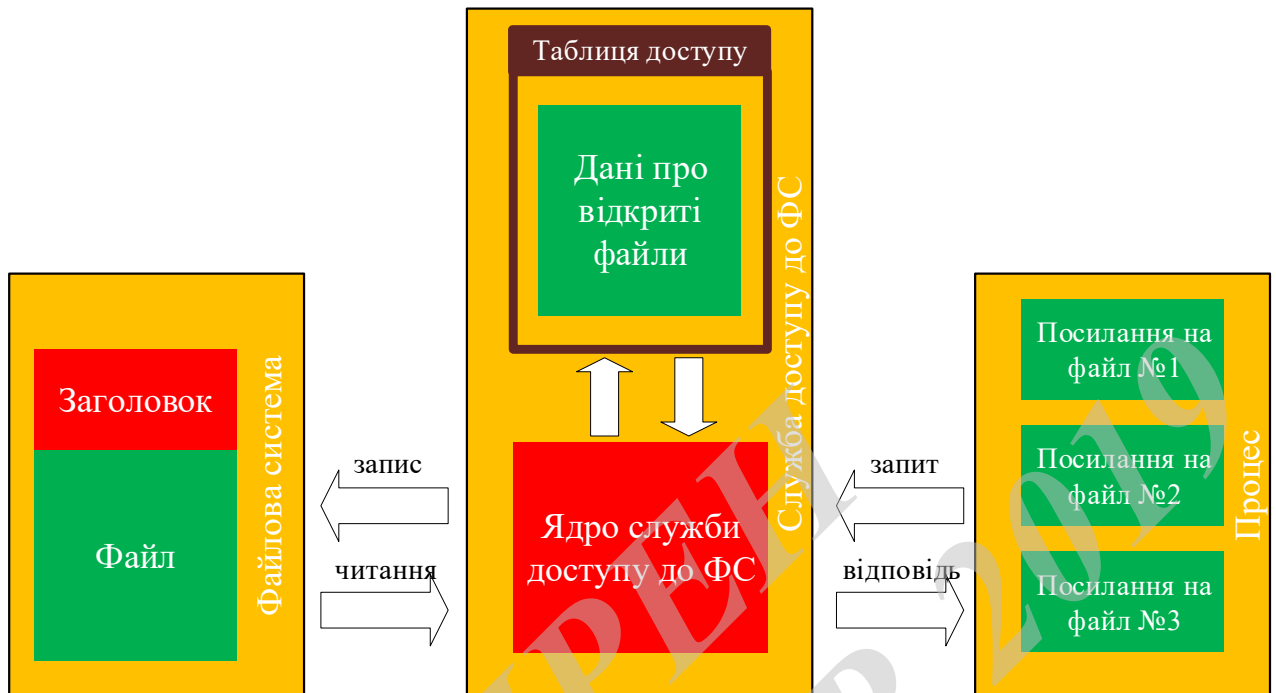 Таблиця доступу
Дані про
відкриті
файли
Служба доступу до ФС
Ядро служби
доступу до ФС
Заголовок
Файл
Файлова система
запис
читання
запит
відповідь
Посилання на
файл №1
Посилання на
файл №2
Посилання на
файл №3
Процес
2019